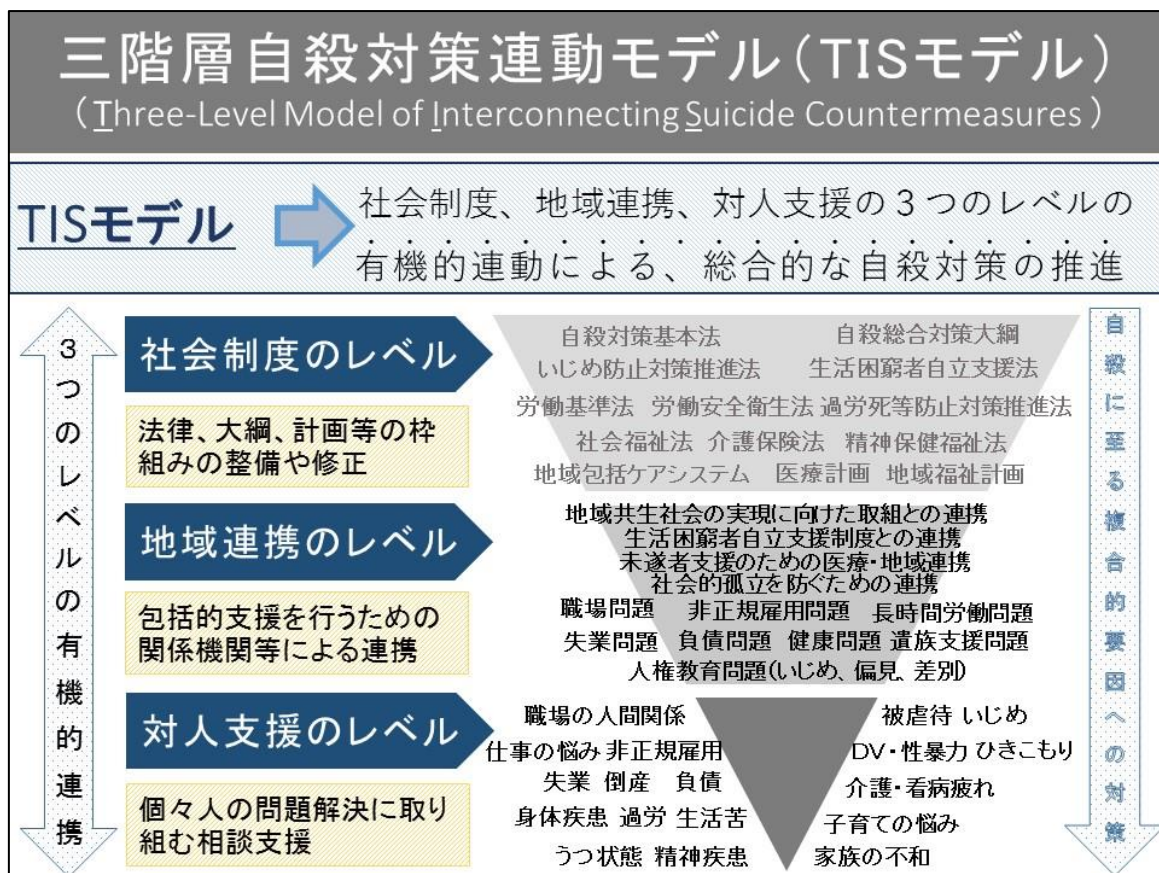 三階層自殺対策連動モデル(TISモデル)
(Three-Level Model of Interconnecting Suicide Countermeasures)
TISモデル
社会制度、地域連携、対人支援の3つのレベルの
有機的連動による、総合的な自殺対策の推進
3つのレベルの有機的連携
社会制度のレベル
法律、大綱、計画等の枠
組みの整備や修正
自殺対策基本法 自殺総合対策大綱
いじめ防止対策推進法 生活困窮者自立支援法
労働基準法 労働安全衛生法 過労死等防止対策推進法
社会福祉法 介護保険法 精神保健福祉法
地域包括ケアシステム 医療計画 地域福祉計画
地域連携のレベル
包括的支援を行うための
関係機関等による連携
地域共生社会の実現に向けた取組との連携
生活困窮者自立支援制度との連携
未遂者支援のための医療・地域連携
社会的孤立を防ぐための連携
職場問題 非正規雇用問題 長時間労働問題
失業問題 負債問題 健康問題 遺族支援問題
人権教育問題(いじめ、偏見、差別)
対人支援のレベル
個々人の問題解決に取り
組む相談支援
職場の人間関係 被虐待 いじめ
仕事の悩み 非正規雇用 DV・性暴力 ひきこもり
失業 倒産 負債 介護・看病疲れ
身体疾患 過労 生活苦 子育ての悩み
うつ状態 精神疾患 家族の不和
自殺に至る複合的要因への対策